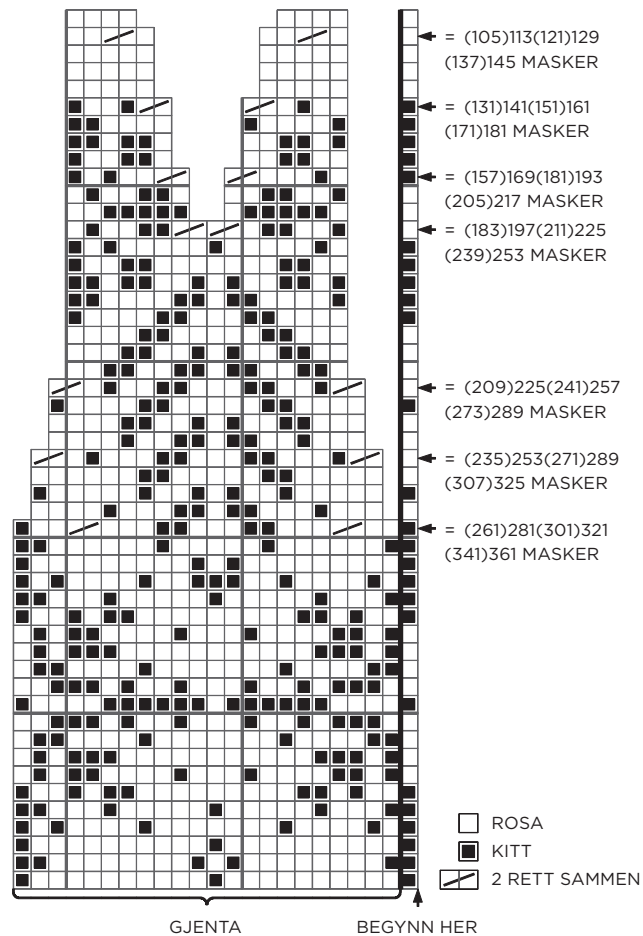 = (105)113(121)129
(137)145 MASKER
= (131)141(151)161
(171)181 MASKER
= (157)169(181)193
(205)217 MASKER
= (183)197(211)225
(239)253 MASKER
= (209)225(241)257
(273)289 MASKER
= (235)253(271)289
(307)325 MASKER
= (261)281(301)321
(341)361 MASKER
ROSA
KITT
2 RETT SAMMEN
GJENTA
BEGYNN HER